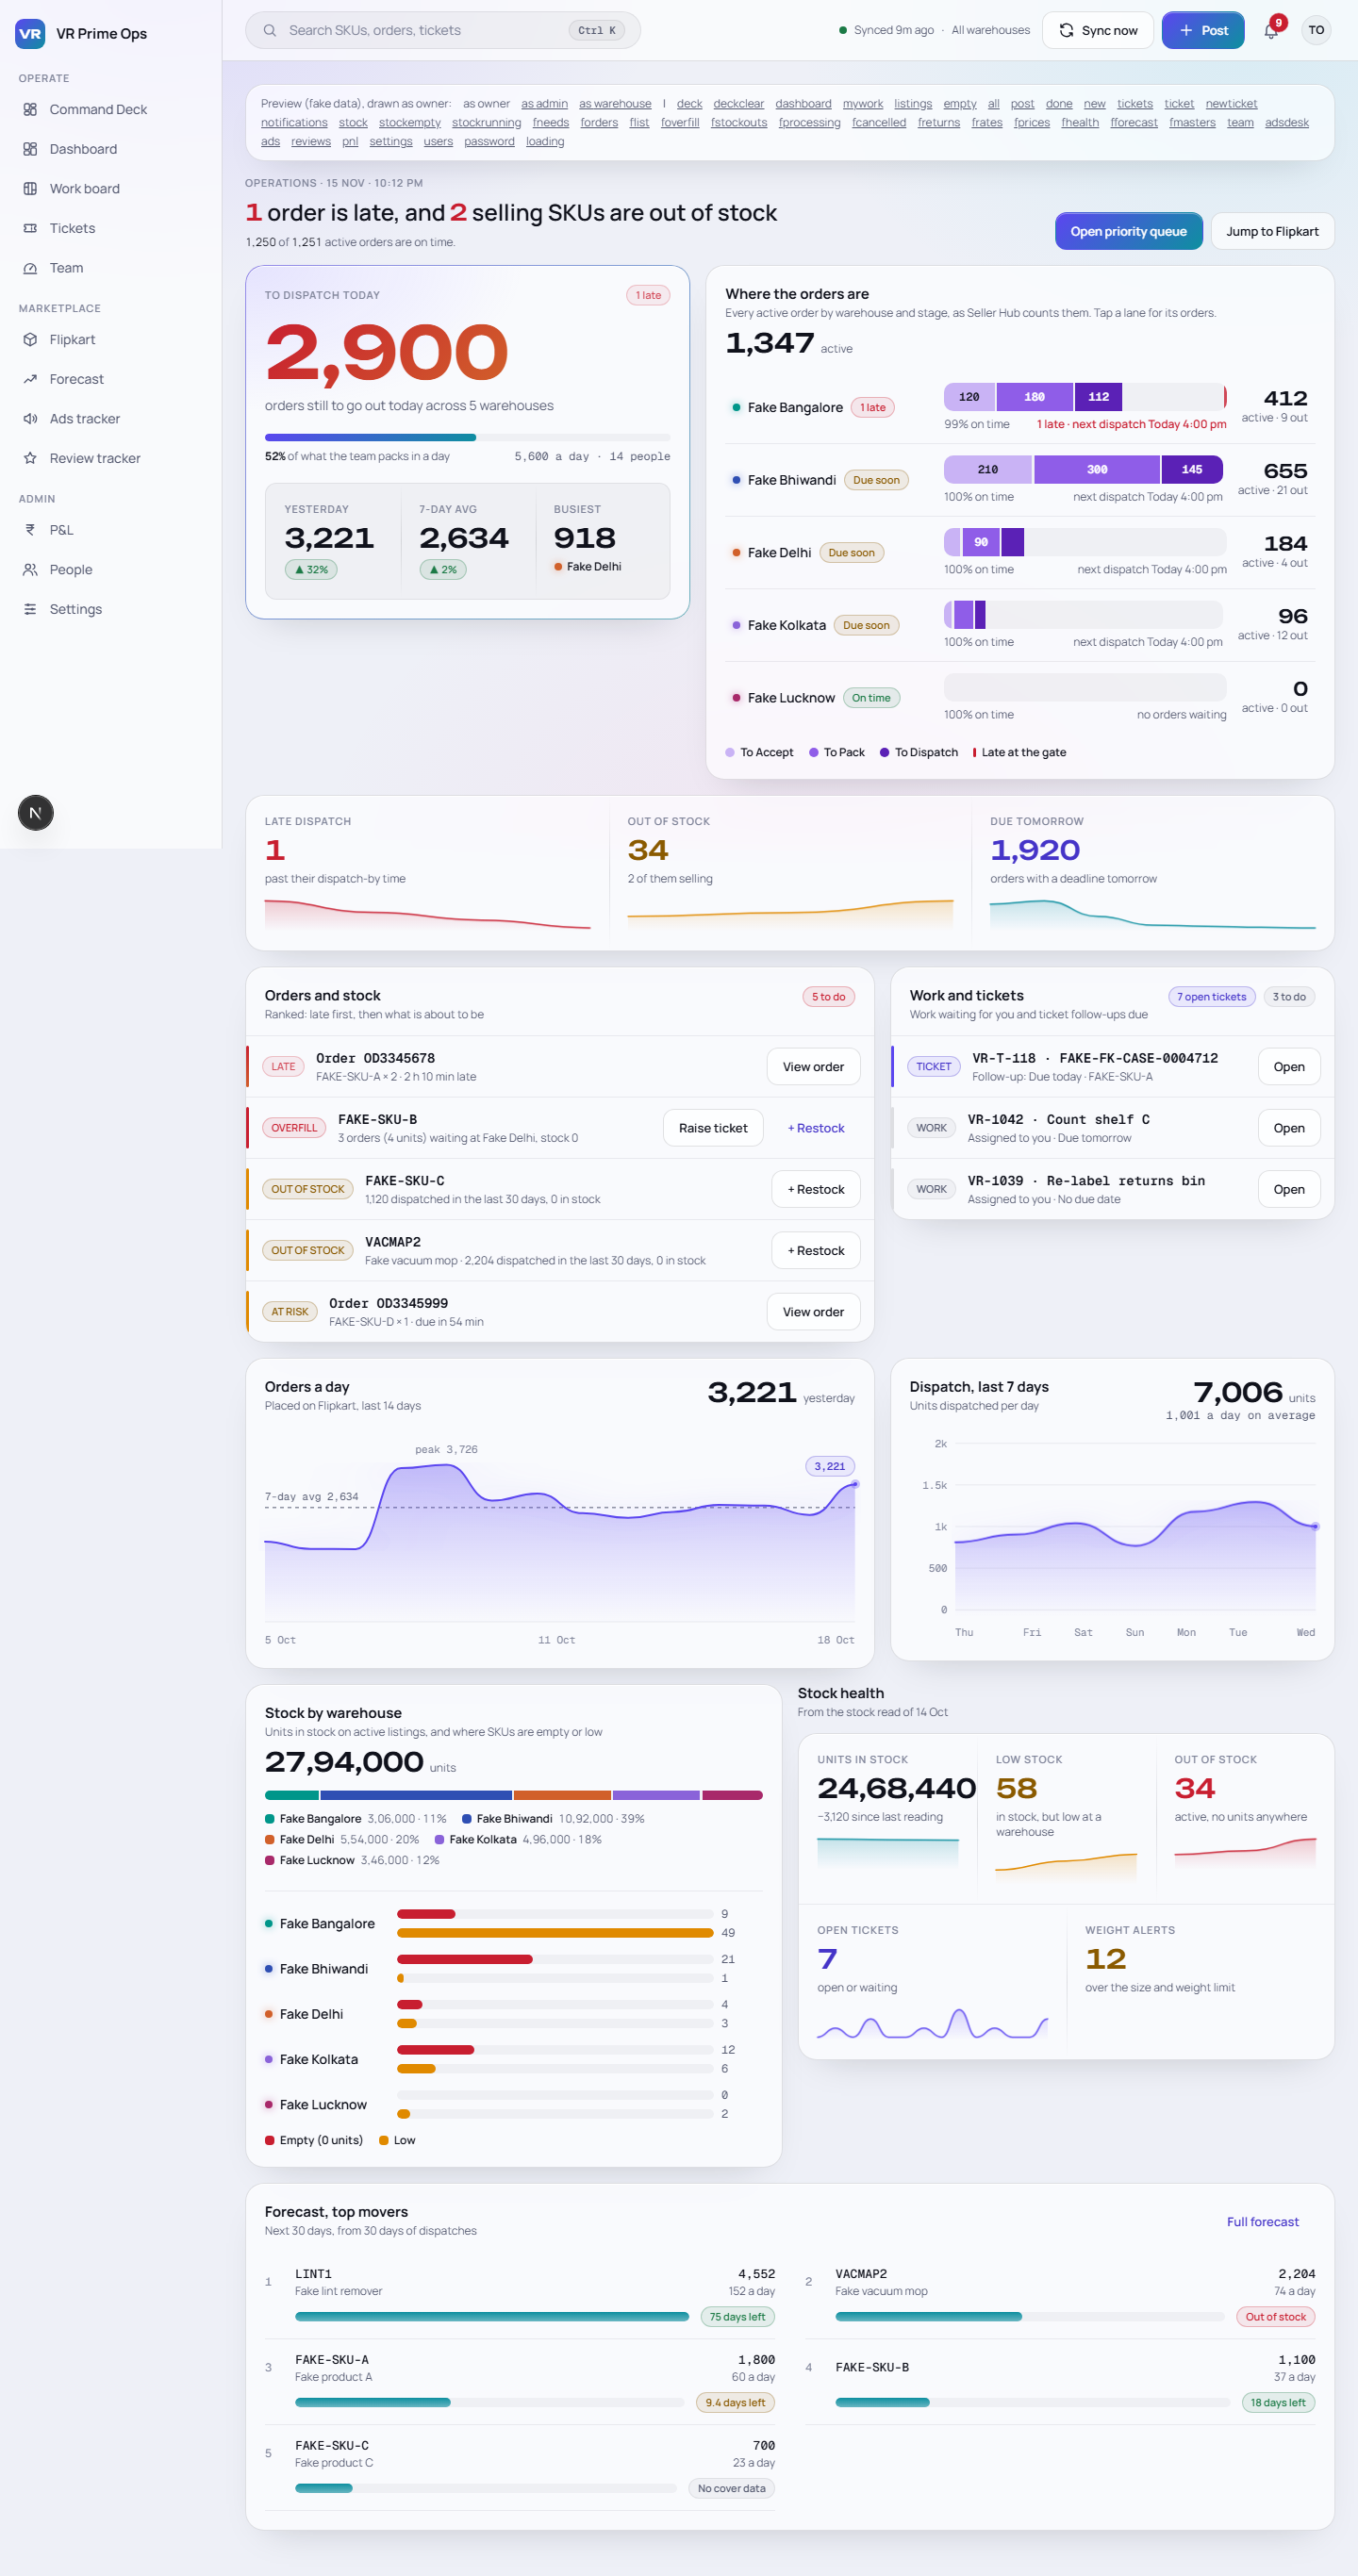 VR VR Prime Ops
Search SKUs, orders, tickets Ctrl K
Synced 9m ago · All warehouses
Sync now
+ Post
9
TO
OPERATE
Command Deck
Dashboard
Work board
Tickets
Team
MARKETPLACE
Flipkart
Forecast
Ads tracker
Review tracker
ADMIN
₹ P&L
People
Settings
N
Preview (fake data), drawn as owner: as owner as admin as warehouse | deck deckclear dashboard mywork listings empty all post done new tickets ticket newticket
notifications stock stockempty stockrunning fneeds forders flist foverfill fstockouts fprocessing fcancelled freturns frates fprices fhealth fforecast fmasters team adsdesk
ads reviews pnl settings users password loading
OPERATIONS · 15 NOV · 10:12 PM
1 order is late, and 2 selling SKUs are out of stock
1,250 of 1,251 active orders are on time.
Open priority queue
Jump to Flipkart
TO DISPATCH TODAY 1 late
2,900
orders still to go out today across 5 warehouses
52% of what the team packs in a day 5,600 a day · 14 people
YESTERDAY
3,221
▲ 32%
7-DAY AVG
2,634
▲ 2%
BUSIEST
918
Fake Delhi
Where the orders are
Every active order by warehouse and stage, as Seller Hub counts them. Tap a lane for its orders.
1,347 active
Fake Bangalore 1 late 120 180 112 412
99% on time 1 late · next dispatch Today 4:00 pm active · 9 out
Fake Bhiwandi Due soon 210 300 145 655
100% on time next dispatch Today 4:00 pm active · 21 out
Fake Delhi Due soon 90 184
100% on time next dispatch Today 4:00 pm active · 4 out
Fake Kolkata Due soon 96
100% on time next dispatch Today 4:00 pm active · 12 out
Fake Lucknow On time 0
100% on time no orders waiting active · 0 out
To Accept To Pack To Dispatch Late at the gate
LATE DISPATCH
1
past their dispatch-by time
OUT OF STOCK
34
2 of them selling
DUE TOMORROW
1,920
orders with a deadline tomorrow
Orders and stock 5 to do
Ranked: late first, then what is about to be
LATE Order OD3345678 View order
FAKE-SKU-A × 2 · 2 h 10 min late
OVERFILL FAKE-SKU-B Raise ticket + Restock
3 orders (4 units) waiting at Fake Delhi, stock 0
OUT OF STOCK FAKE-SKU-C + Restock
1,120 dispatched in the last 30 days, 0 in stock
OUT OF STOCK VACMAP2 + Restock
Fake vacuum mop · 2,204 dispatched in the last 30 days, 0 in stock
AT RISK Order OD3345999 View order
FAKE-SKU-D × 1 · due in 54 min
Work and tickets 7 open tickets 3 to do
Work waiting for you and ticket follow-ups due
TICKET VR-T-118 · FAKE-FK-CASE-0004712 Open
Follow-up: Due today · FAKE-SKU-A
WORK VR-1042 · Count shelf C Open
Assigned to you · Due tomorrow
WORK VR-1039 · Re-label returns bin Open
Assigned to you · No due date
Orders a day 3,221 yesterday
Placed on Flipkart, last 14 days
peak 3,726
3,221
7-day avg 2,634
5 Oct 11 Oct 18 Oct
Dispatch, last 7 days 7,006 units
Units dispatched per day 1,001 a day on average
2k
1.5k
1k
500
0
Thu Fri Sat Sun Mon Tue Wed
Stock by warehouse
Units in stock on active listings, and where SKUs are empty or low
27,94,000 units
Fake Bangalore 3,06,000 · 11% Fake Bhiwandi 10,92,000 · 39%
Fake Delhi 5,54,000 · 20% Fake Kolkata 4,96,000 · 18%
Fake Lucknow 3,46,000 · 12%
Fake Bangalore 9
49
Fake Bhiwandi 21
1
Fake Delhi 4
3
Fake Kolkata 12
6
Fake Lucknow 0
2
Empty (0 units) Low
Stock health
From the stock read of 14 Oct
UNITS IN STOCK
24,68,440
−3,120 since last reading
LOW STOCK
58
in stock, but low at a
warehouse
OUT OF STOCK
34
active, no units anywhere
OPEN TICKETS
7
open or waiting
WEIGHT ALERTS
12
over the size and weight limit
Forecast, top movers
Next 30 days, from 30 days of dispatches
Full forecast
1 LINT1 4,552
Fake lint remover 152 a day
75 days left
2 VACMAP2 2,204
Fake vacuum mop 74 a day
Out of stock
3 FAKE-SKU-A 1,800
Fake product A 60 a day
9.4 days left
4 FAKE-SKU-B 1,100
37 a day
18 days left
5 FAKE-SKU-C 700
Fake product C 23 a day
No cover data